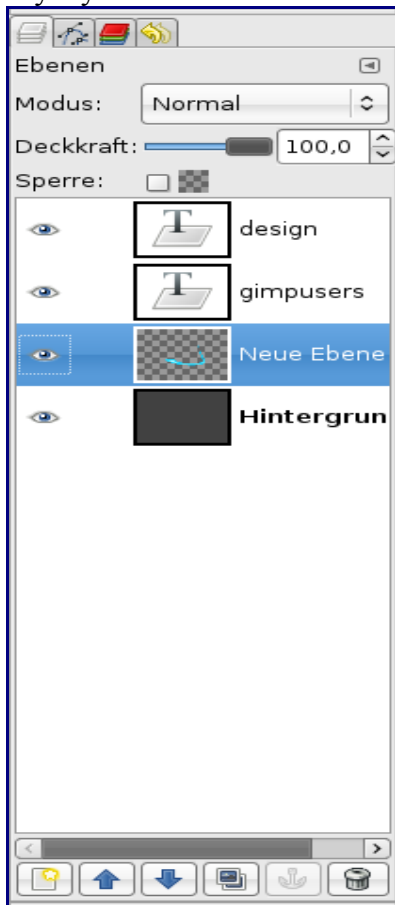 Ebenen
Modus: Normal
Deckkraft: 100,0
Sperre:
design
gimpusers
Neue Ebene
Hintergrun